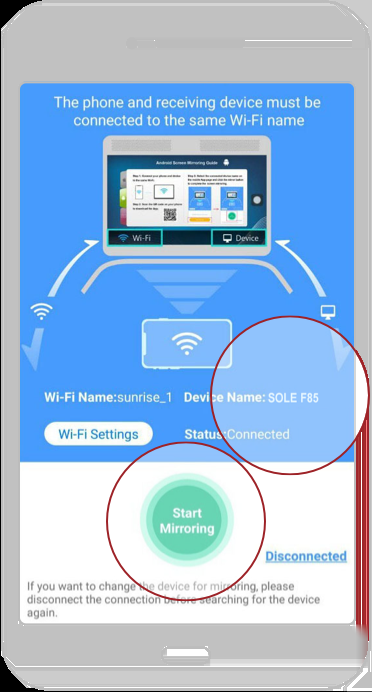 The phone and receiving device must be
connected to the same Wi-Fi name
Android Screen Mirroring Guide
Wi-Fi
Device
Wi-Fi Name:sunrise_1
Device Name: SOLE F85
Wi-Fi Settings
Status:Connected
Start
Mirroring
Disconnected
If you want to change the device for mirroring, please
disconnect the connection before searching for the device
again.